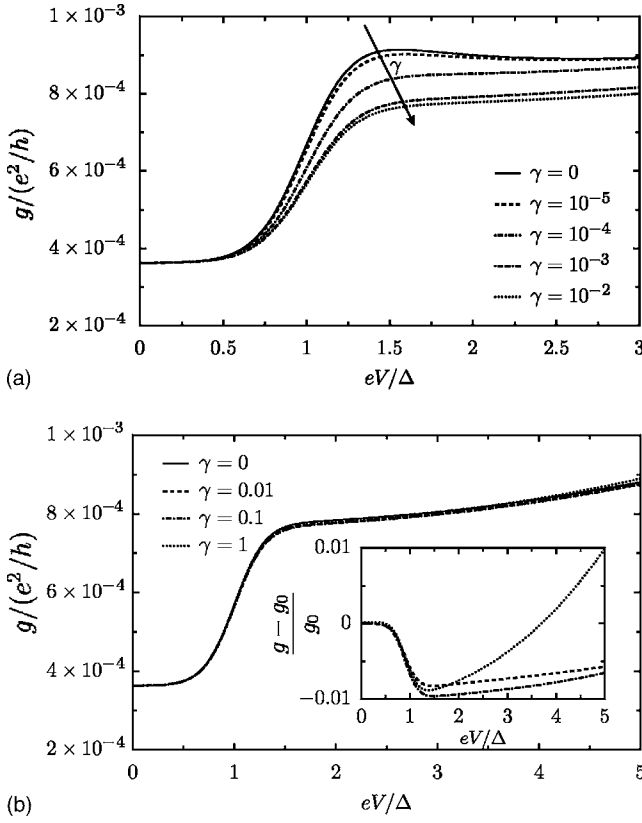 1 × 10⁻³
8 × 10⁻⁴
6 × 10⁻⁴
4 × 10⁻⁴
2 × 10⁻⁴
g/(e²/h)
γ
γ = 0
γ = 10⁻⁵
γ = 10⁻⁴
γ = 10⁻³
γ = 10⁻²
0 0.5 1 1.5 2 2.5 3
eV/Δ
(a)
1 × 10⁻³
8 × 10⁻⁴
6 × 10⁻⁴
4 × 10⁻⁴
2 × 10⁻⁴
g/(e²/h)
γ = 0
γ = 0.01
γ = 0.1
γ = 1
0.01
0
−0.01
g − g₀
g₀
0 1 2 3 4 5
eV/Δ
0 1 2 3 4 5
eV/Δ
(b)